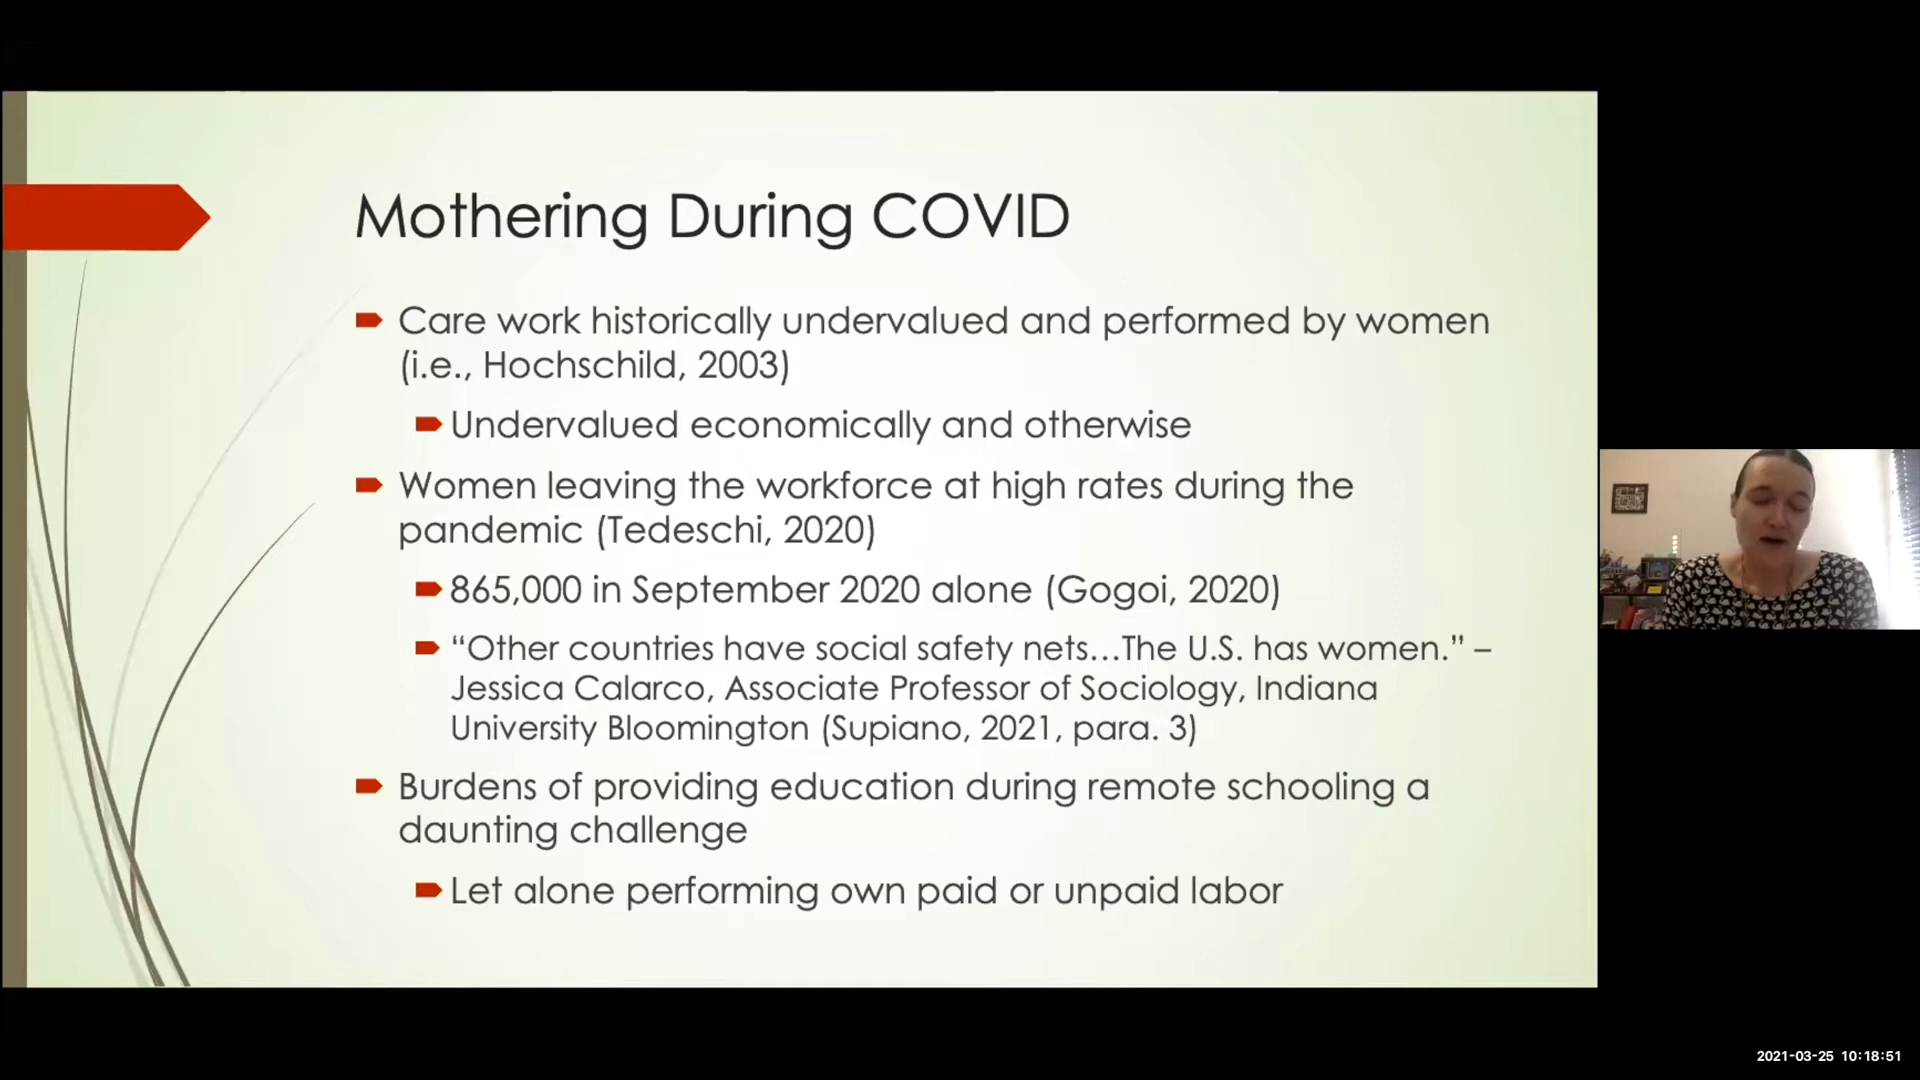 Mothering During COVID
Care work historically undervalued and performed by women
(i.e., Hochschild, 2003)
Undervalued economically and otherwise
Women leaving the workforce at high rates during the
pandemic (Tedeschi, 2020)
865,000 in September 2020 alone (Gogoi, 2020)
“Other countries have social safety nets…The U.S. has women.” –
Jessica Calarco, Associate Professor of Sociology, Indiana
University Bloomington (Supiano, 2021, para. 3)
Burdens of providing education during remote schooling a
daunting challenge
Let alone performing own paid or unpaid labor
2021-03-25 10:18:51